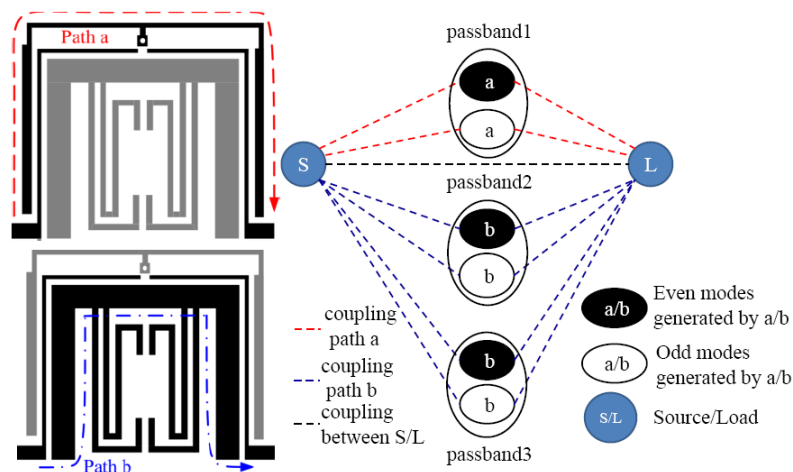 Path a
passband1
a
a
S
L
passband2
b
b
coupling
path a
coupling
path b
coupling
between S/L
b
b
passband3
a/b
Even modes
generated by a/b
a/b
Odd modes
generated by a/b
S/L
Source/Load
Path b